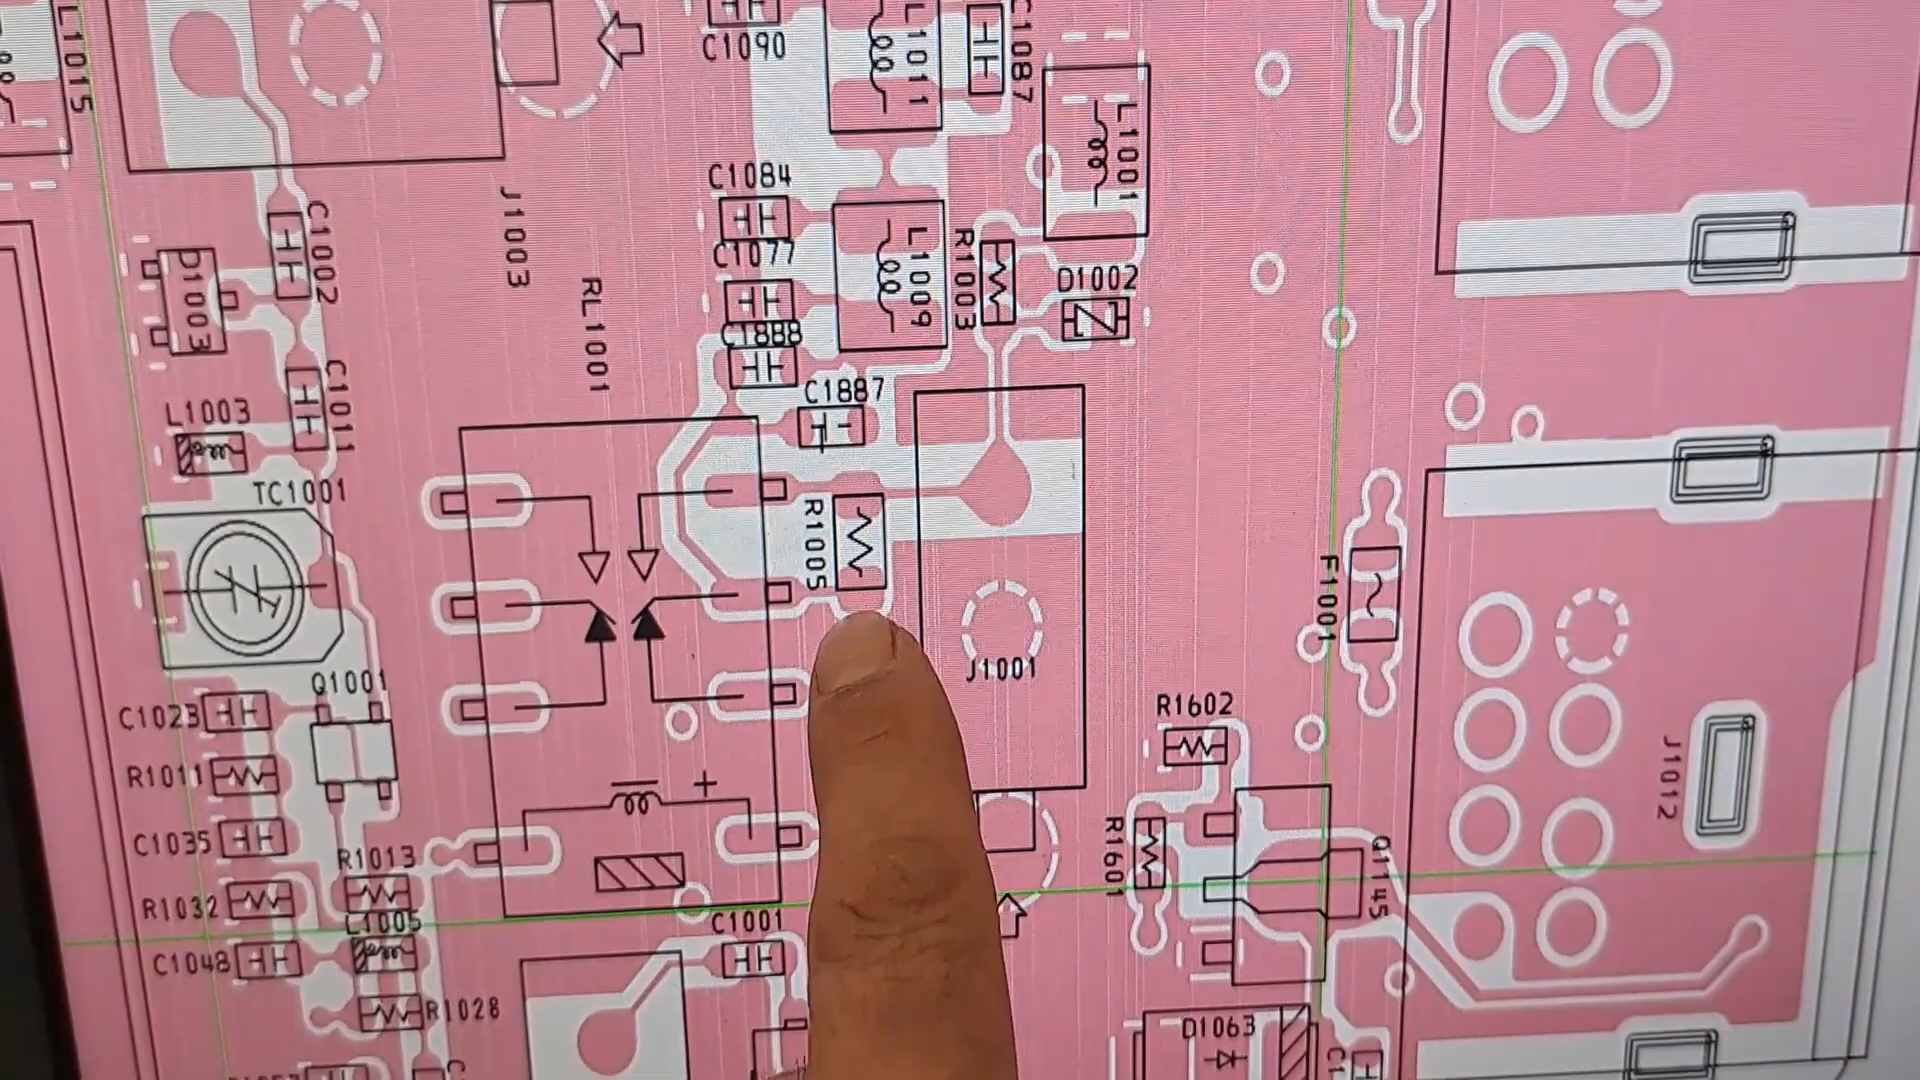 L1015
C1090
L1011
C1087
L1001
C1084
C1002
J1003
C1077
D1003
L1009
R1003
D1002
RL1001
C1888
C1011
C1887
L1003
TC1001
R1005
F1001
J1001
Q1001
C1023
R1602
R1011
J1012
+
C1035
R1013
R1601
Q1145
R1032
L1005
C1001
C1048
R1028
D1063